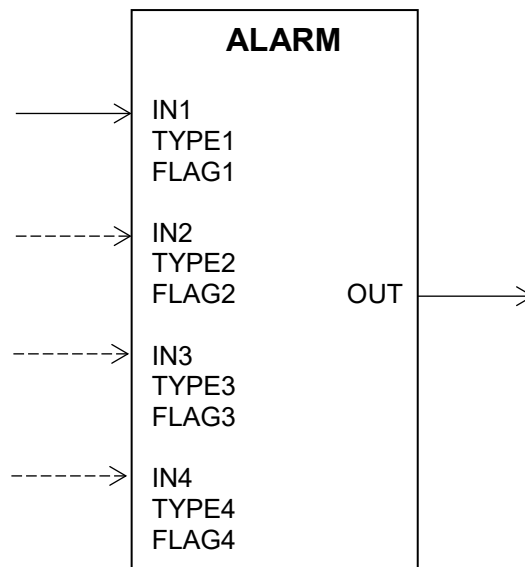 ALARM
IN1
TYPE1
FLAG1
IN2
TYPE2
FLAG2
OUT
IN3
TYPE3
FLAG3
IN4
TYPE4
FLAG4